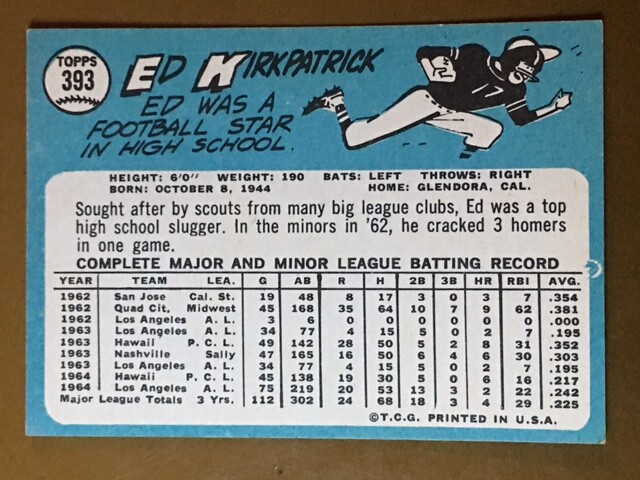 TOPPS
393
ED KIRKPATRICK
ED WAS A
FOOTBALL STAR
IN HIGH SCHOOL.
17
HEIGHT: 6'0" WEIGHT: 190 BATS: LEFT THROWS: RIGHT
BORN: OCTOBER 8, 1944 HOME: GLENDORA, CAL.
Sought after by scouts from many big league clubs, Ed was a top
high school slugger. In the minors in '62, he cracked 3 homers
in one game.
COMPLETE MAJOR AND MINOR LEAGUE BATTING RECORD
YEAR TEAM LEA. G AB R H 2B 3B HR RBI AVG.
1962 San Jose Cal. St. 19 48 8 17 3 0 3 7 .354
1962 Quad Cit. Midwest 45 168 35 64 10 7 9 62 .381
1962 Los Angeles A. L. 3 6 0 0 0 0 0 0 .000
1963 Los Angeles A. L. 34 77 4 15 5 0 2 7 .195
1963 Hawaii P. C. L. 49 142 28 50 5 2 8 31 .352
1963 Nashville Sally 47 165 16 50 6 4 6 30 .303
1963 Los Angeles A. L. 34 77 4 15 5 0 2 7 .195
1964 Hawaii P. C. L. 45 138 19 30 5 0 6 16 .217
1964 Los Angeles A. L. 75 219 20 53 13 3 2 22 .242
Major League Totals 3 Yrs. 112 302 24 68 18 3 4 29 .225
©T.C.G. PRINTED IN U.S.A.